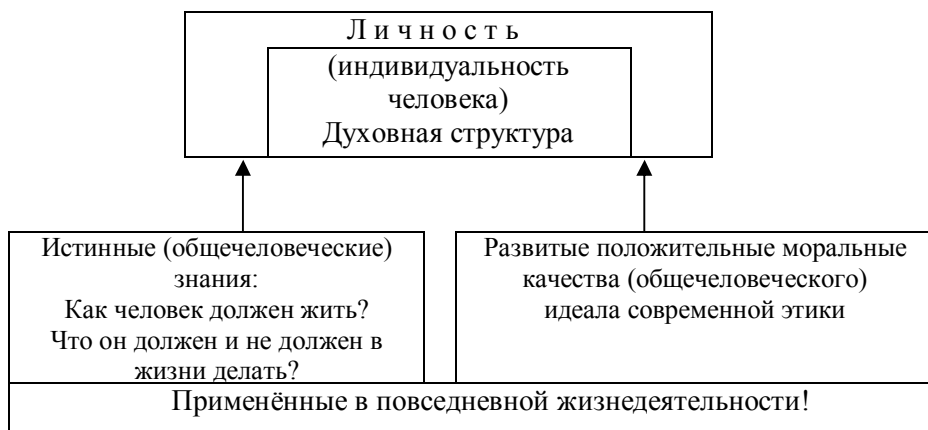 Л и ч н о с т ь
(индивидуальность
человека)
Духовная структура
Истинные (общечеловеческие)
знания:
Как человек должен жить?
Что он должен и не должен в
жизни делать?
Развитые положительные моральные
качества (общечеловеческого)
идеала современной этики
Применённые в повседневной жизнедеятельности!